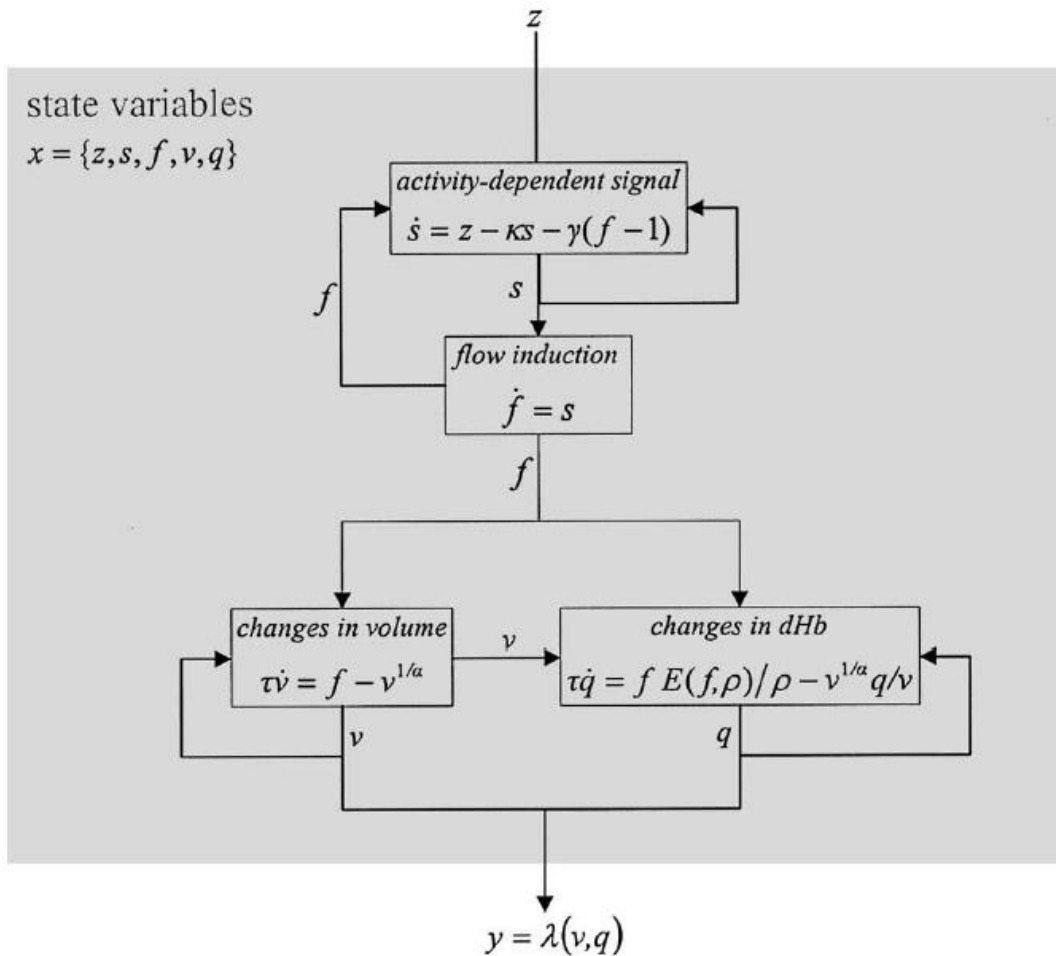 z
state variables
x = {z, s, f, v, q}
activity-dependent signal
ṡ = z − κs − γ(f − 1)
f
s
flow induction
ḟ = s
f
changes in volume
τv̇ = f − v^{1/α}
v
changes in dHb
τq̇ = f E(f, ρ)/ρ − v^{1/α} q/v
v
q
y = λ(v,q)